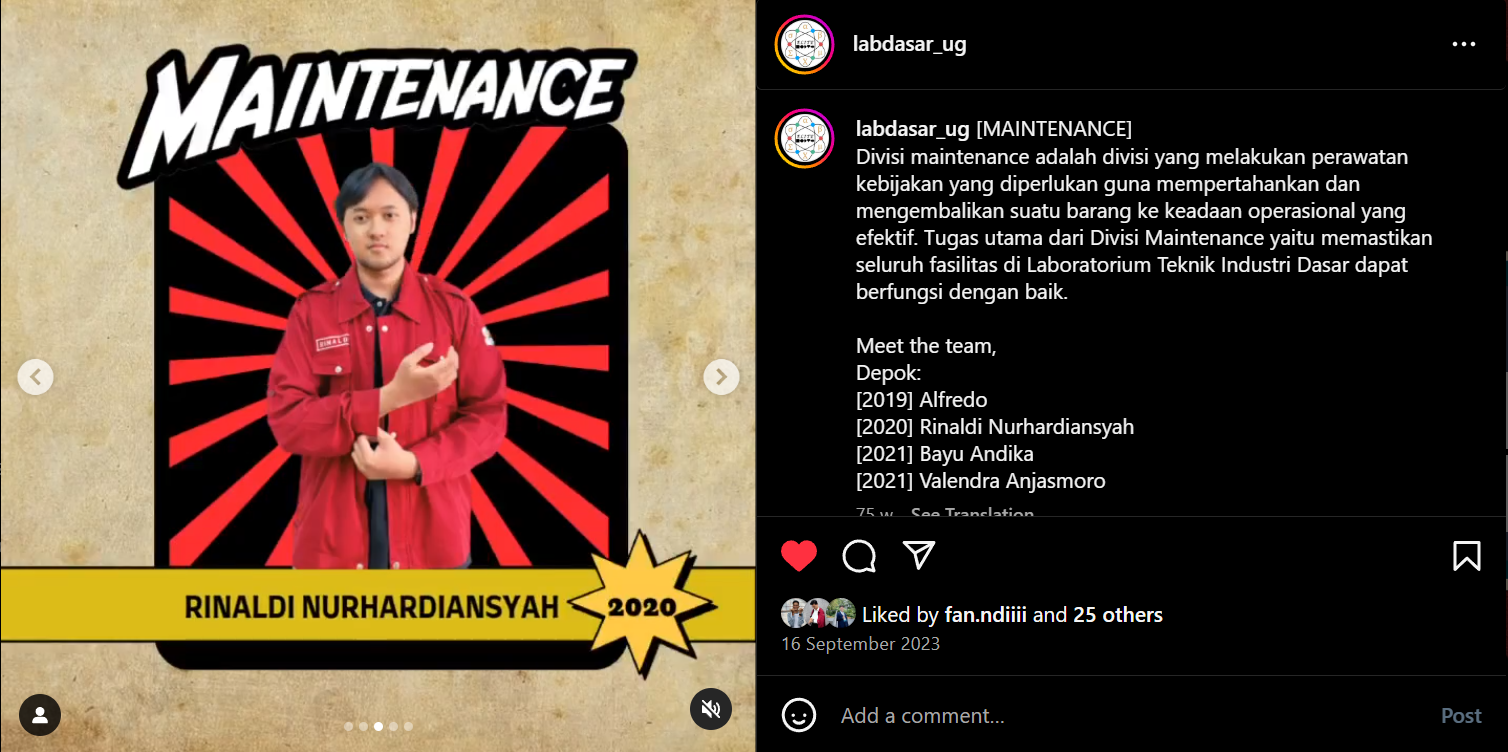 MAINTENANCE
RINALDI
RINALDI NURHARDIANSYAH
2020
labdasar_ug
labdasar_ug [MAINTENANCE]
Divisi maintenance adalah divisi yang melakukan perawatan
kebijakan yang diperlukan guna mempertahankan dan
mengembalikan suatu barang ke keadaan operasional yang
efektif. Tugas utama dari Divisi Maintenance yaitu memastikan
seluruh fasilitas di Laboratorium Teknik Industri Dasar dapat
berfungsi dengan baik.
Meet the team,
Depok:
[2019] Alfredo
[2020] Rinaldi Nurhardiansyah
[2021] Bayu Andika
[2021] Valendra Anjasmoro
75 w See Translation
Liked by fan.ndiiii and 25 others
16 September 2023
Add a comment...
Post